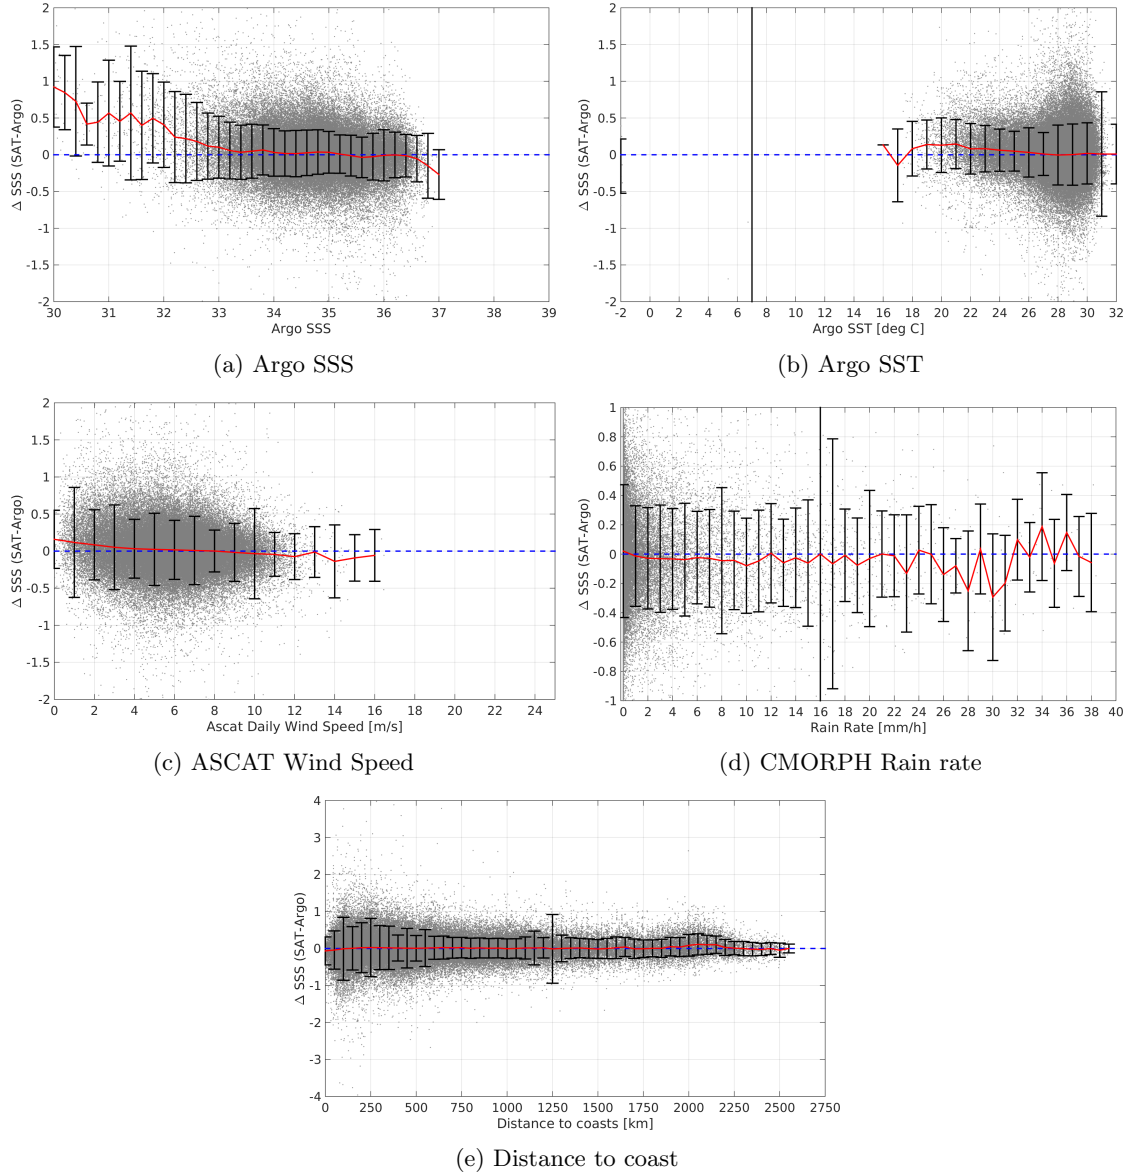 2
1.5
1
0.5
0
-0.5
-1
-1.5
-2
Δ SSS (SAT-Argo)
30 31 32 33 34 35 36 37 38 39
Argo SSS
(a) Argo SSS
2
1.5
1
0.5
0
-0.5
-1
-1.5
-2
Δ SSS (SAT-Argo)
-2 0 2 4 6 8 10 12 14 16 18 20 22 24 26 28 30 32
Argo SST [deg C]
(b) Argo SST
2
1.5
1
0.5
0
-0.5
-1
-1.5
-2
Δ SSS (SAT-Argo)
0 2 4 6 8 10 12 14 16 18 20 22 24
Ascat Daily Wind Speed [m/s]
(c) ASCAT Wind Speed
1
0.8
0.6
0.4
0.2
0
-0.2
-0.4
-0.6
-0.8
-1
Δ SSS (SAT-Argo)
0 2 4 6 8 10 12 14 16 18 20 22 24 26 28 30 32 34 36 38 40
Rain Rate [mm/h]
(d) CMORPH Rain rate
4
3
2
1
0
-1
-2
-3
-4
Δ SSS (SAT-Argo)
0 250 500 750 1000 1250 1500 1750 2000 2250 2500 2750
Distance to coasts [km]
(e) Distance to coast